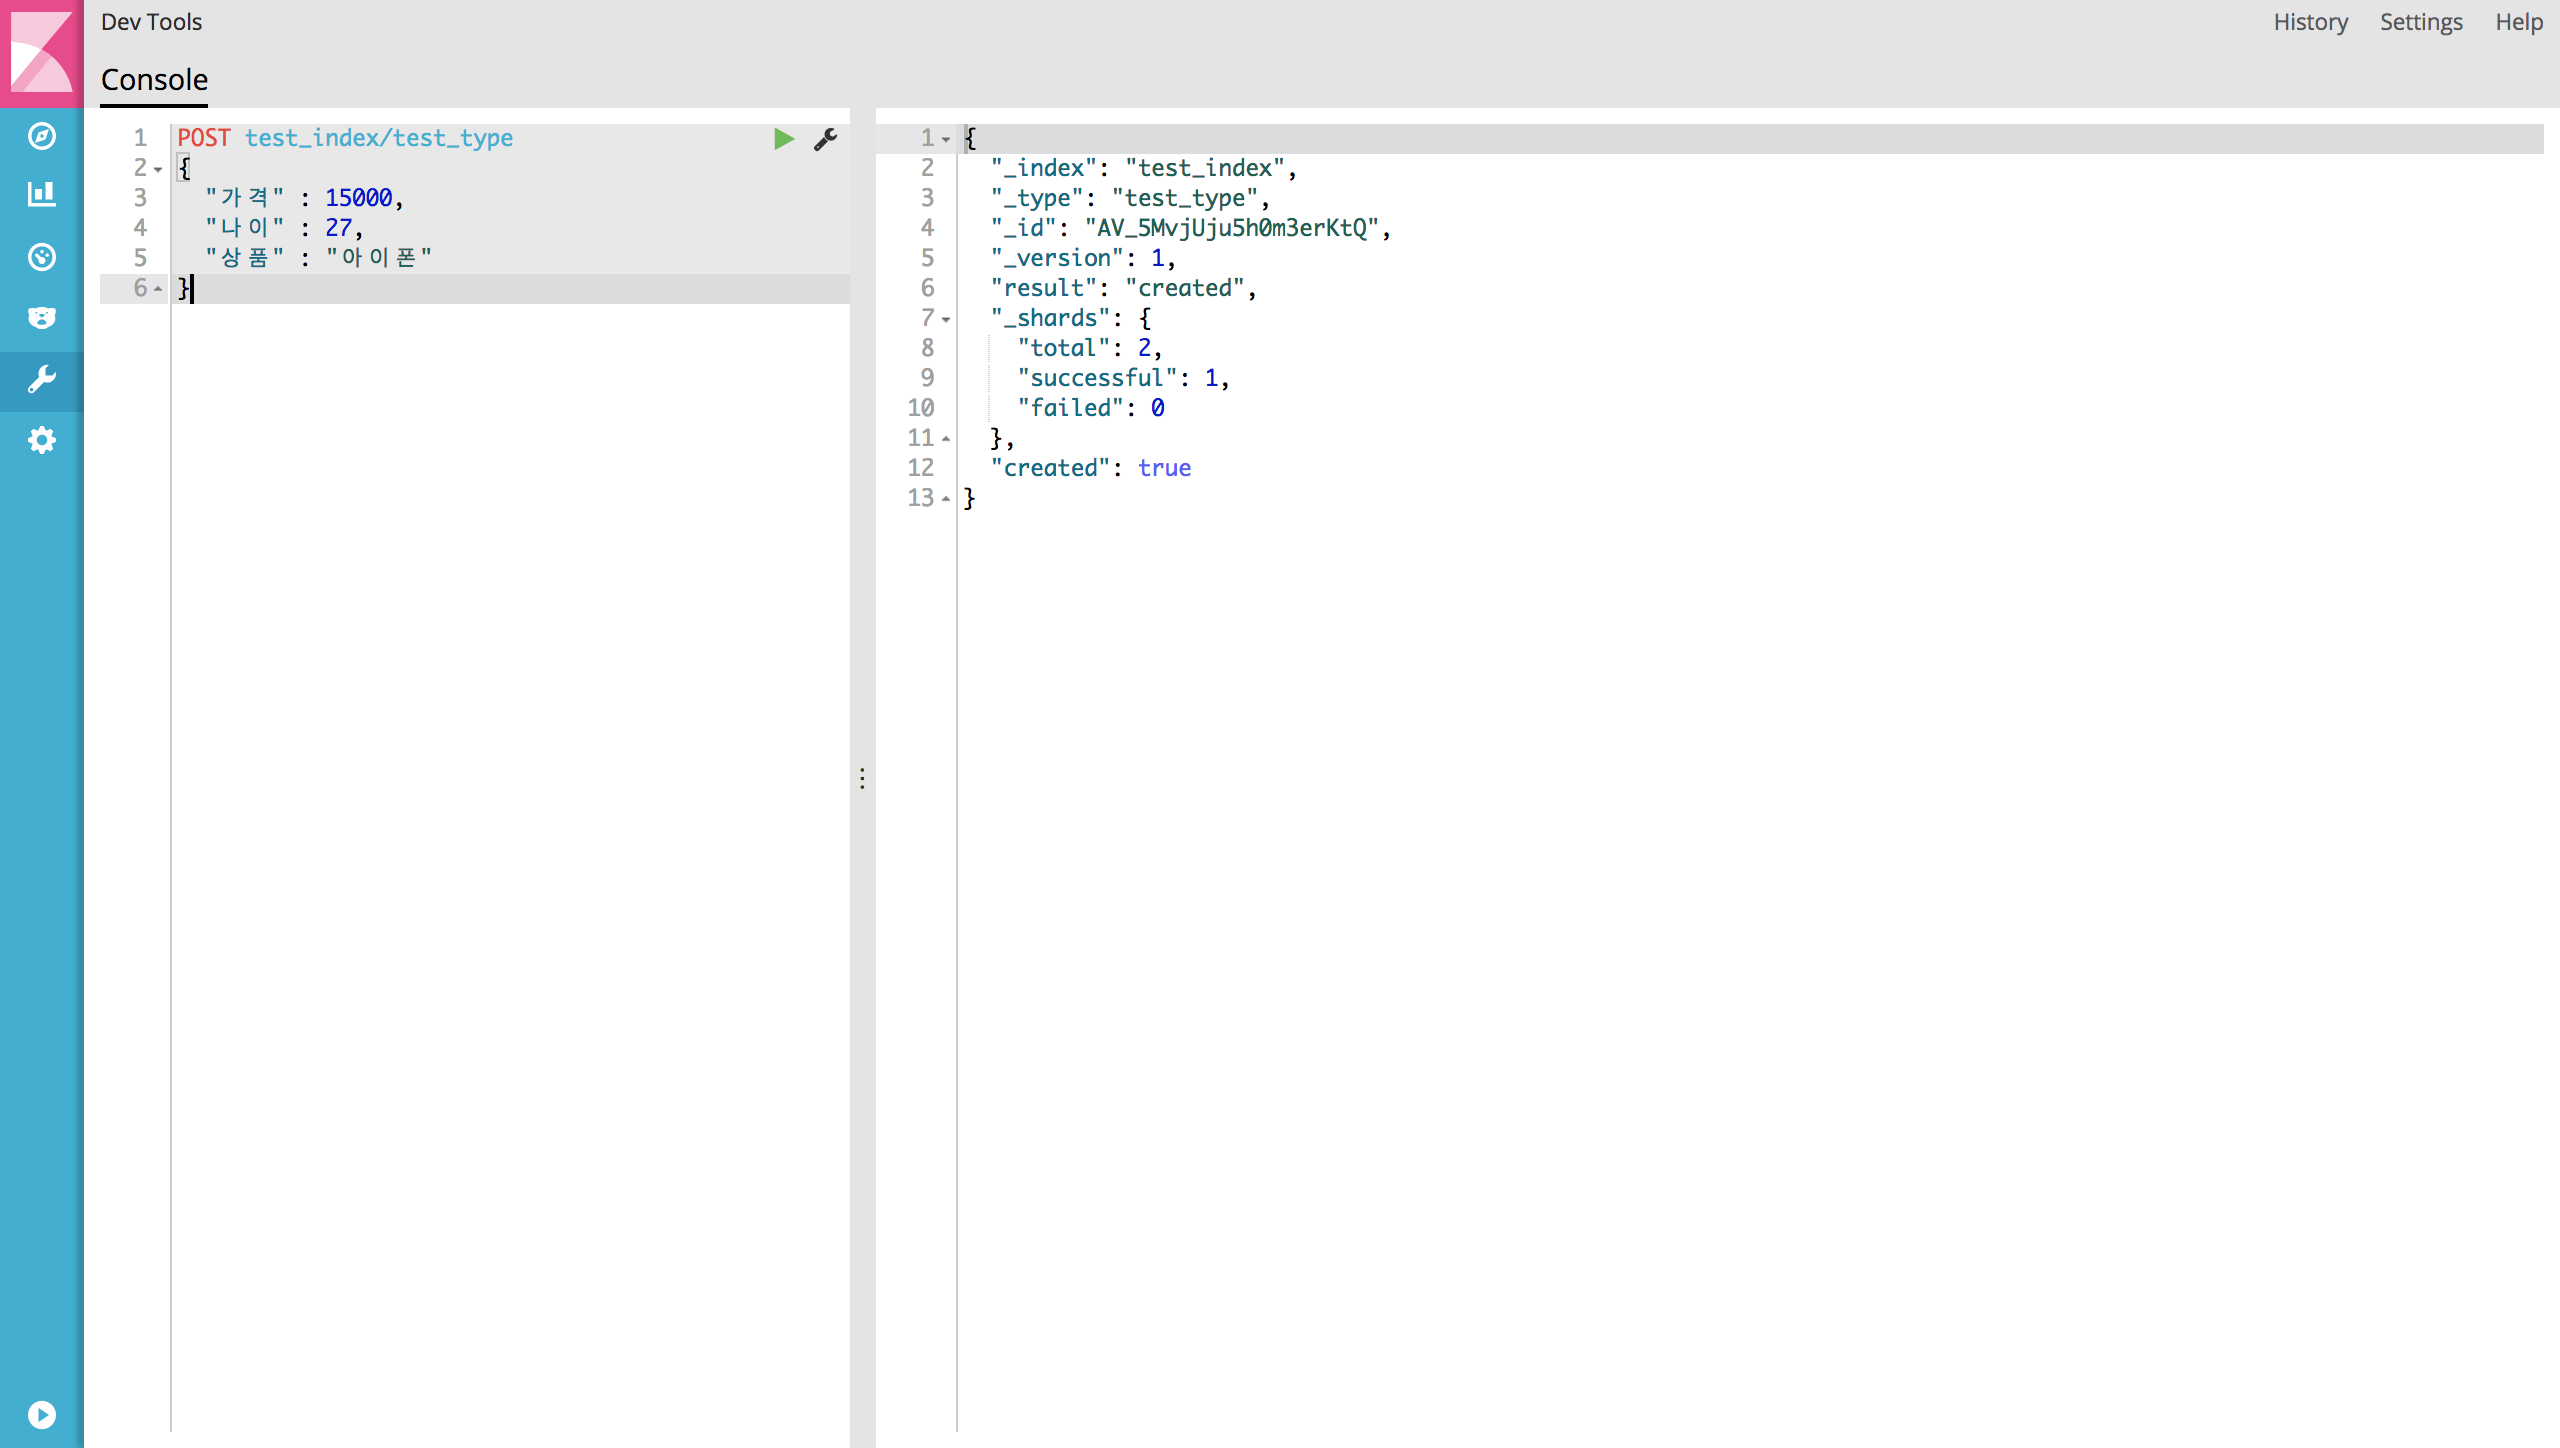 Dev Tools
History Settings Help
Console
1 POST test_index/test_type
2 {
3 "가격" : 15000,
4 "나이" : 27,
5 "상품" : "아이폰"
6 }
1 {
2 "_index": "test_index",
3 "_type": "test_type",
4 "_id": "AV_5MvjUju5h0m3erKtQ",
5 "_version": 1,
6 "result": "created",
7 "_shards": {
8 "total": 2,
9 "successful": 1,
10 "failed": 0
11 },
12 "created": true
13 }